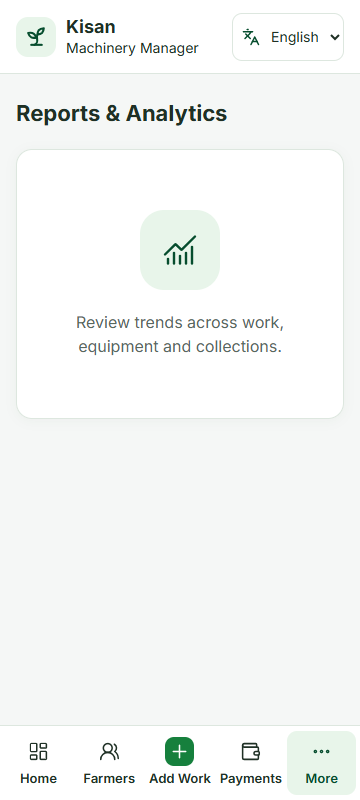 Kisan
Machinery Manager
English
Reports & Analytics
Review trends across work,
equipment and collections.
Home
Farmers
Add Work
Payments
More